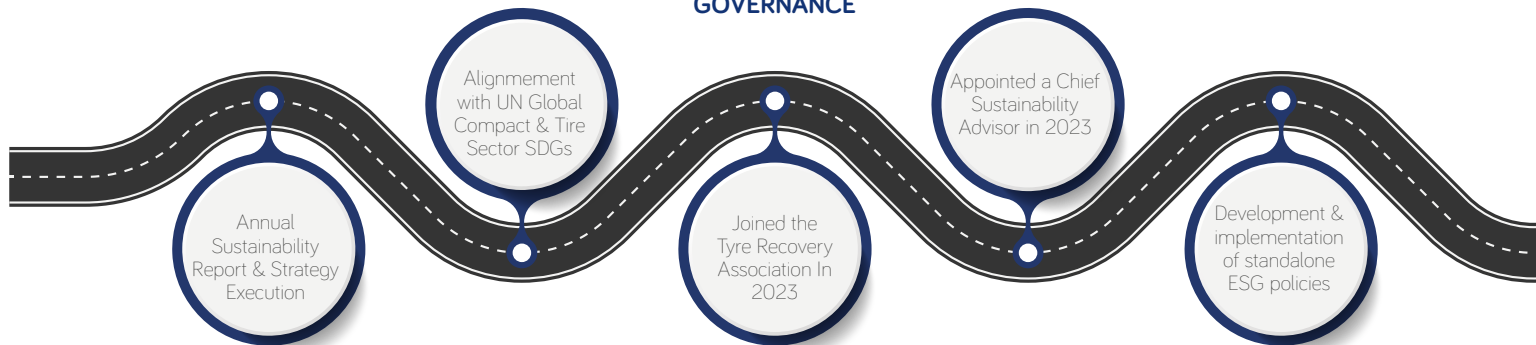 GOVERNANCE
Annual
Sustainability
Report & Strategy
Execution
Alignmement
with UN Global
Compact & Tire
Sector SDGs
Joined the
Tyre Recovery
Association In
2023
Appointed a Chief
Sustainability
Advisor in 2023
Development &
implementation
of standalone
ESG policies